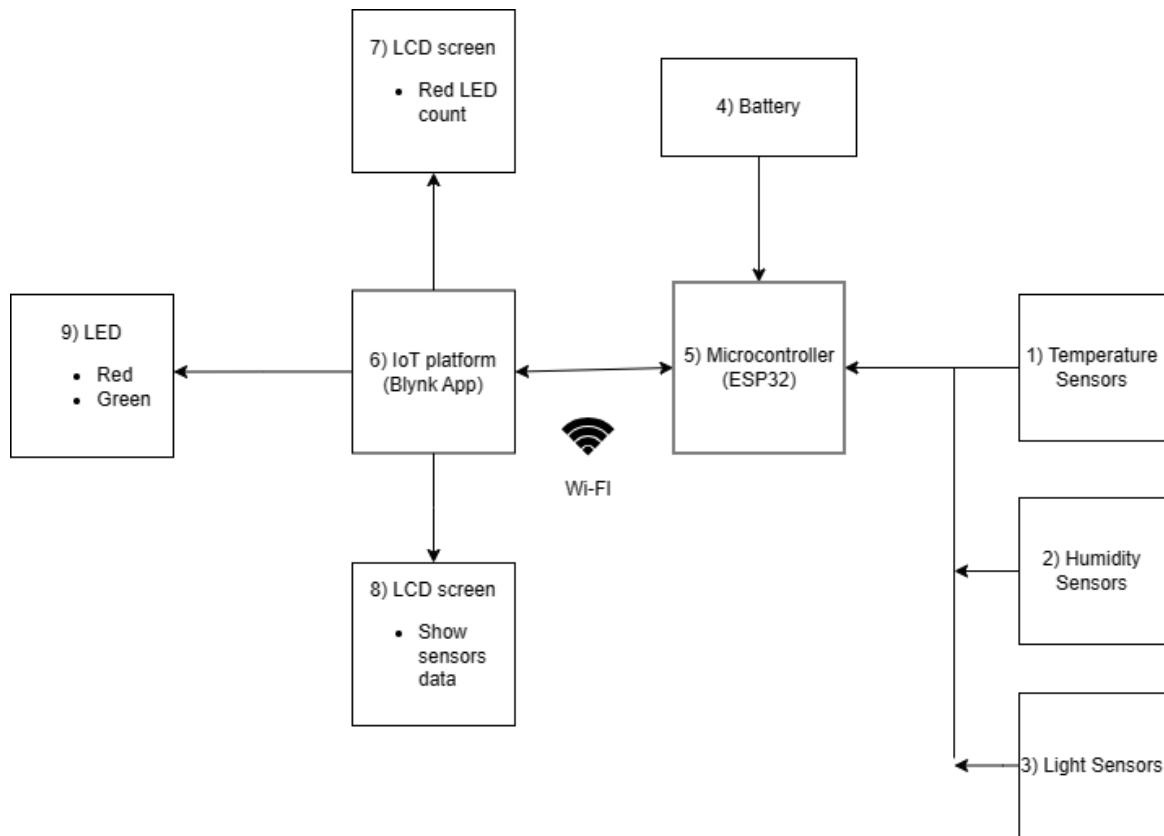 7) LCD screen
• Red LED
count
4) Battery
9) LED
• Red
• Green
6) IoT platform
(Blynk App)
5) Microcontroller
(ESP32)
1) Temperature
Sensors
Wi-FI
2) Humidity
Sensors
8) LCD screen
• Show
sensors
data
3) Light Sensors